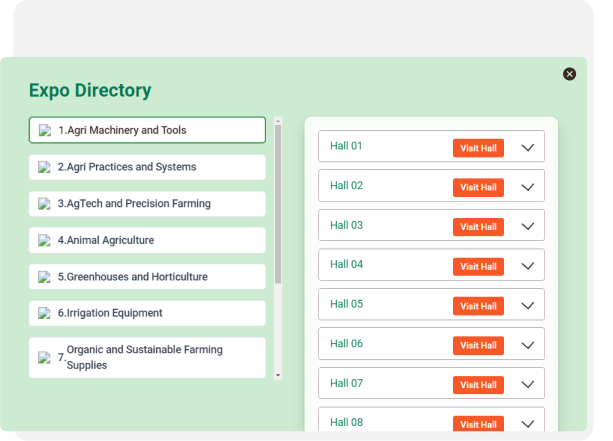 Expo Directory
1.Agri Machinery and Tools
2.Agri Practices and Systems
3.AgTech and Precision Farming
4.Animal Agriculture
5.Greenhouses and Horticulture
6.Irrigation Equipment
7.Organic and Sustainable Farming
Supplies
Hall 01 Visit Hall
Hall 02 Visit Hall
Hall 03 Visit Hall
Hall 04 Visit Hall
Hall 05 Visit Hall
Hall 06 Visit Hall
Hall 07 Visit Hall
Hall 08 Visit Hall